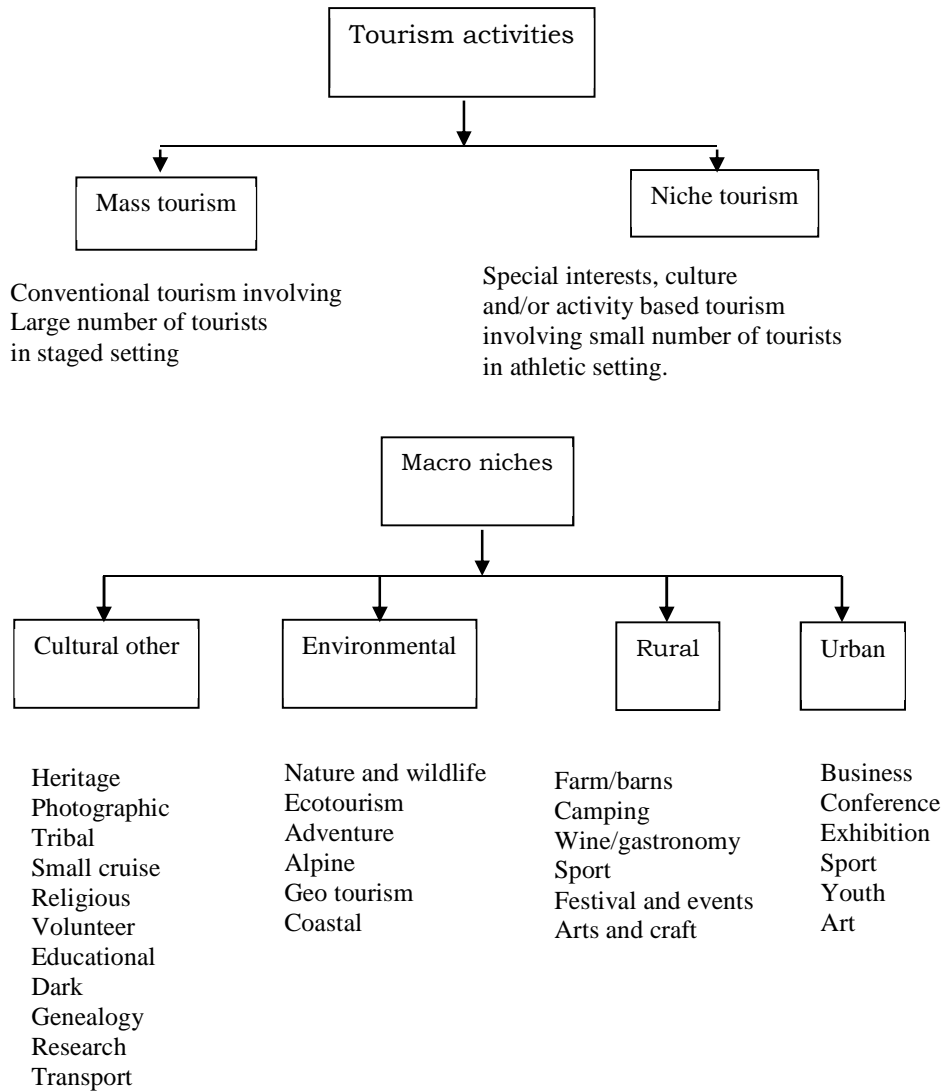 Tourism activities
Mass tourism
Niche tourism
Conventional tourism involving
Large number of tourists
in staged setting
Special interests, culture
and/or activity based tourism
involving small number of tourists
in athletic setting.
Macro niches
Cultural other
Environmental
Rural
Urban
Heritage
Photographic
Tribal
Small cruise
Religious
Volunteer
Educational
Dark
Genealogy
Research
Transport
Nature and wildlife
Ecotourism
Adventure
Alpine
Geo tourism
Coastal
Farm/barns
Camping
Wine/gastronomy
Sport
Festival and events
Arts and craft
Business
Conference
Exhibition
Sport
Youth
Art